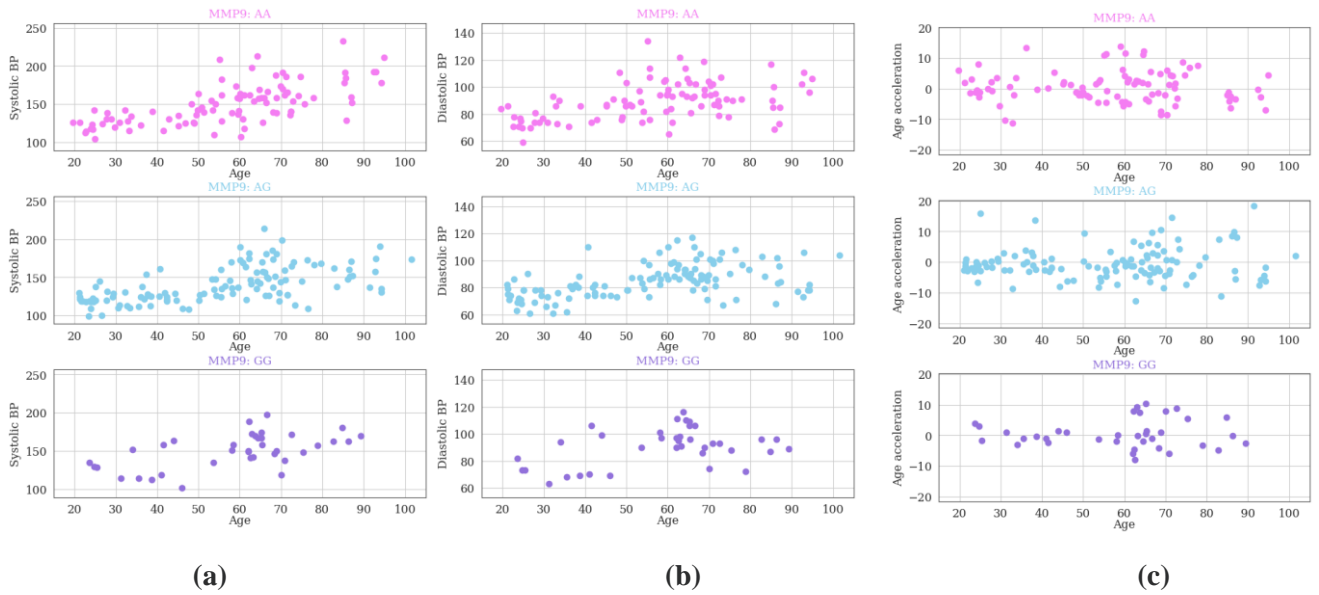 MMP9: AA
250
200
150
100
Systolic BP
20 30 40 50 60 70 80 90 100
Age
MMP9: AG
250
200
150
100
Systolic BP
20 30 40 50 60 70 80 90 100
Age
MMP9: GG
250
200
150
100
Systolic BP
20 30 40 50 60 70 80 90 100
Age
(a)
MMP9: AA
140
120
100
80
60
Diastolic BP
20 30 40 50 60 70 80 90 100
Age
MMP9: AG
140
120
100
80
60
Diastolic BP
20 30 40 50 60 70 80 90 100
Age
MMP9: GG
140
120
100
80
60
Diastolic BP
20 30 40 50 60 70 80 90 100
Age
(b)
MMP9: AA
20
10
0
−10
−20
Age acceleration
20 30 40 50 60 70 80 90 100
Age
MMP9: AG
20
10
0
−10
−20
Age acceleration
20 30 40 50 60 70 80 90 100
Age
MMP9: GG
20
10
0
−10
−20
Age acceleration
20 30 40 50 60 70 80 90 100
Age
(c)